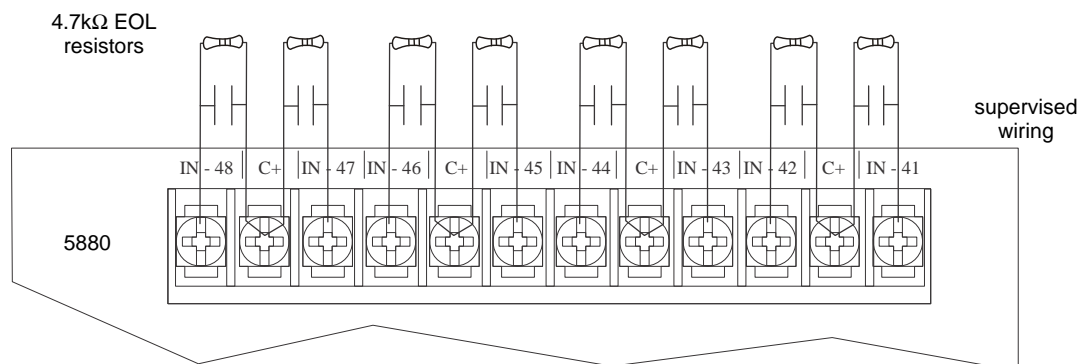 4.7kΩ EOL
resistors
supervised
wiring
IN - 48 C+ IN - 47 IN - 46 C+ IN - 45 IN - 44 C+ IN - 43 IN - 42 C+ IN - 41
5880